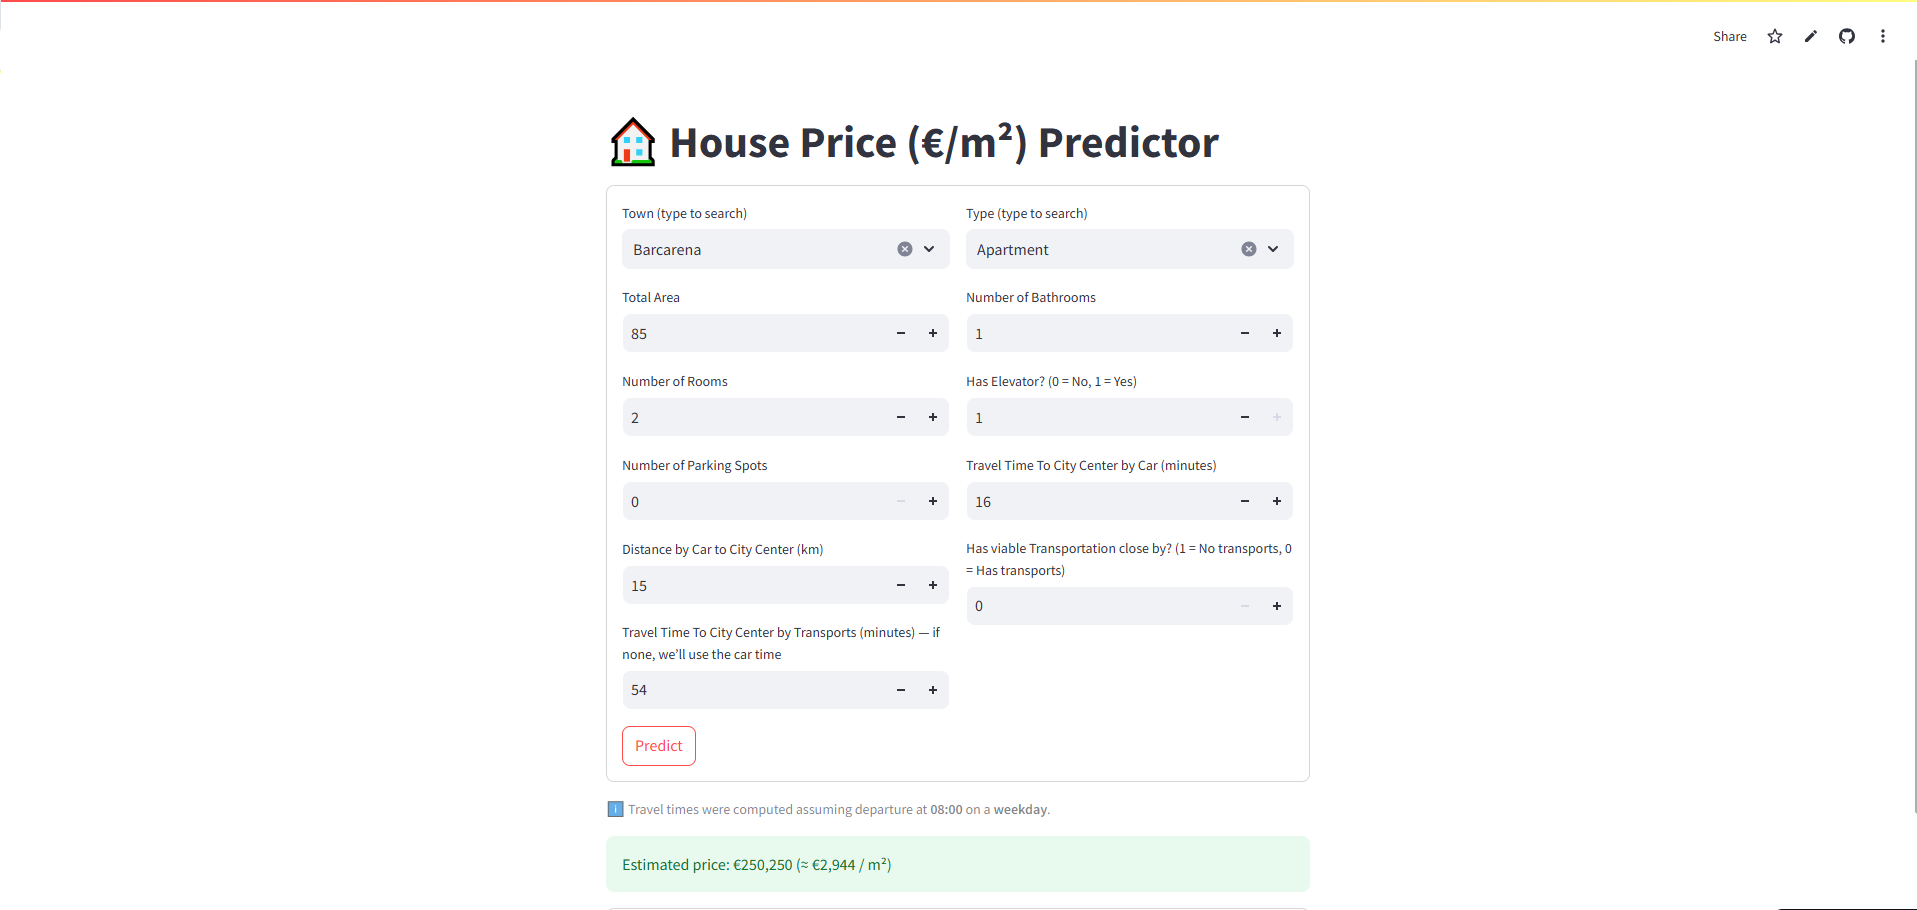 Share
House Price (€/m²) Predictor
Town (type to search)
Barcarena
Type (type to search)
Apartment
Total Area
85
Number of Bathrooms
1
Number of Rooms
2
Has Elevator? (0 = No, 1 = Yes)
1
Number of Parking Spots
0
Travel Time To City Center by Car (minutes)
16
Distance by Car to City Center (km)
15
Has viable Transportation close by? (1 = No transports, 0
= Has transports)
0
Travel Time To City Center by Transports (minutes) — if
none, we’ll use the car time
54
Predict
Travel times were computed assuming departure at 08:00 on a weekday.
Estimated price: €250,250 (≈ €2,944 / m²)